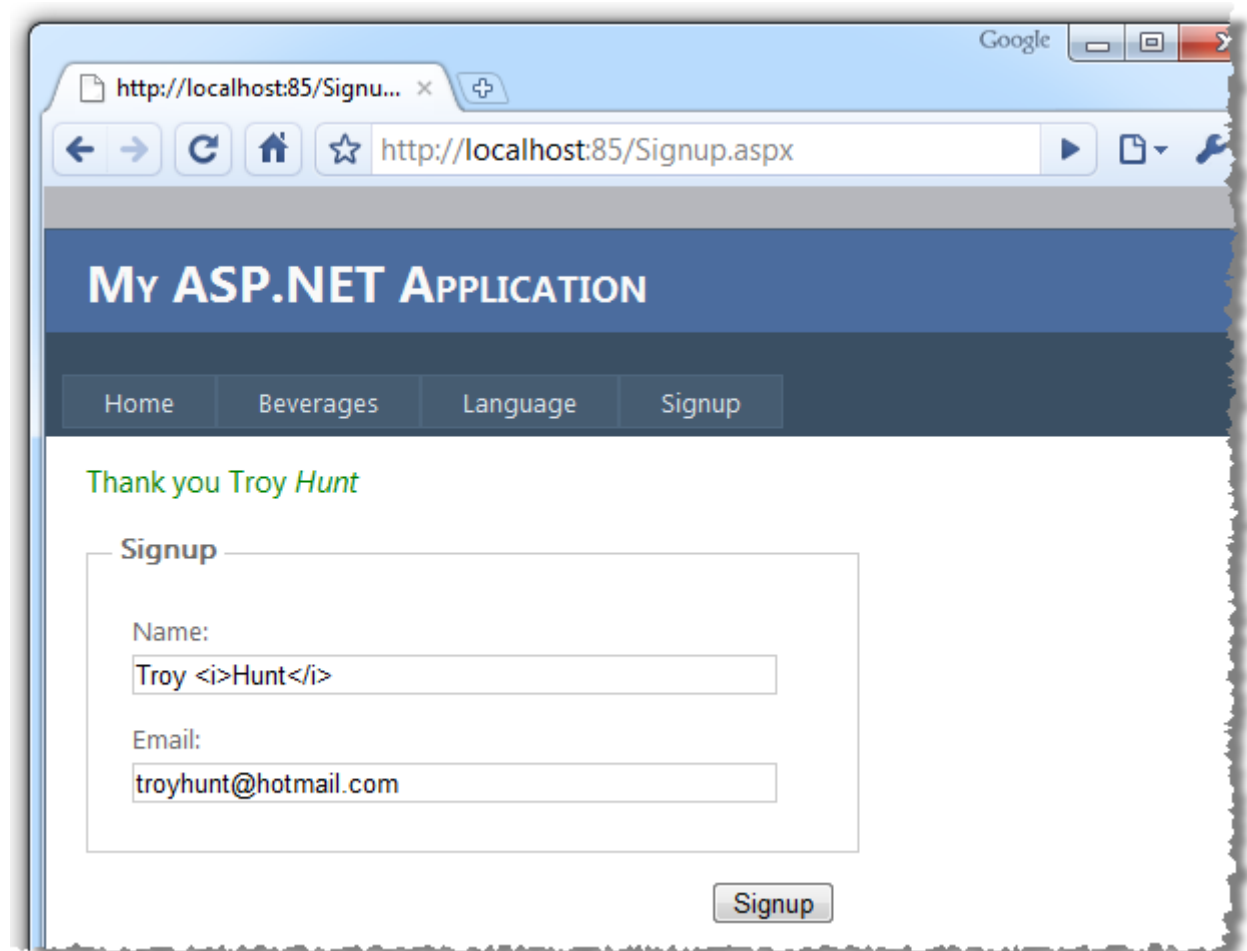 Google
http://localhost:85/Signu...
http://localhost:85/Signup.aspx
My ASP.NET Application
Home Beverages Language Signup
Thank you Troy Hunt
Signup
Name:
Troy <i>Hunt</i>
Email:
troyhunt@hotmail.com
Signup